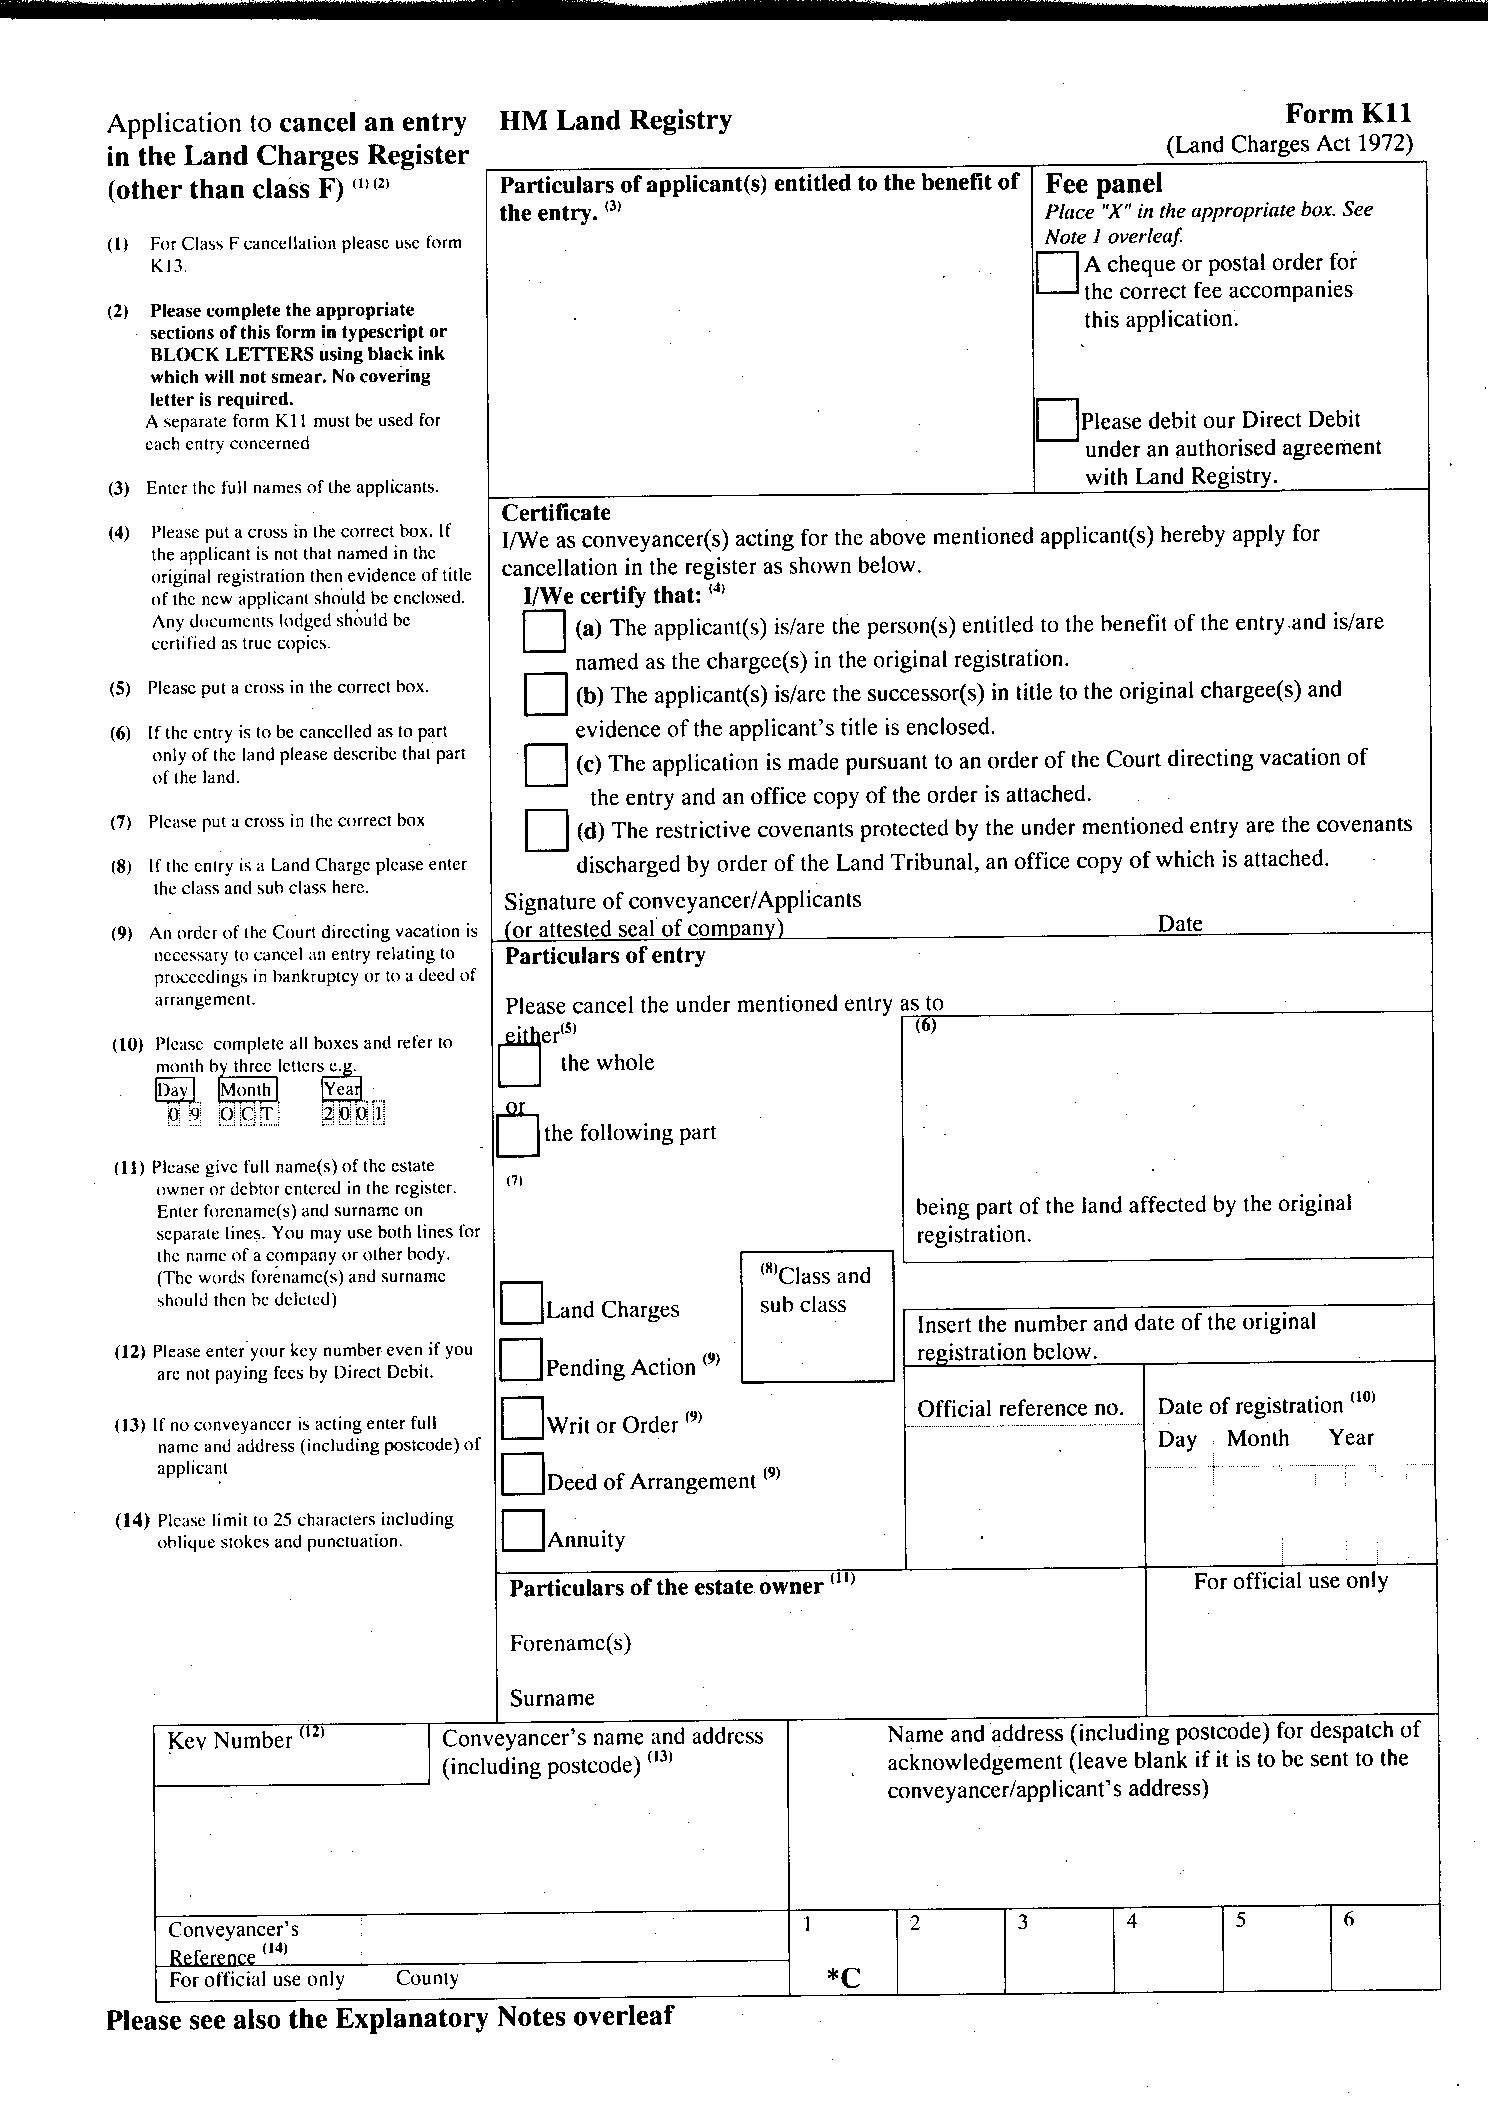 Application to cancel an entry
in the Land Charges Register
(other than class F) (1) (2)
HM Land Registry
Form K11
(Land Charges Act 1972)
(1) For Class F cancellation please use form
K13.
(2) Please complete the appropriate
sections of this form in typescript or
BLOCK LETTERS using black ink
which will not smear. No covering
letter is required.
A separate form K11 must be used for
each entry concerned
(3) Enter the full names of the applicants.
(4) Please put a cross in the correct box. If
the applicant is not that named in the
original registration then evidence of title
of the new applicant should be enclosed.
Any documents lodged should be
certified as true copies.
(5) Please put a cross in the correct box.
(6) If the entry is to be cancelled as to part
only of the land please describe that part
of the land.
(7) Please put a cross in the correct box
(8) If the entry is a Land Charge please enter
the class and sub class here.
(9) An order of the Court directing vacation is
necessary to cancel an entry relating to
proceedings in bankruptcy or to a deed of
arrangement.
(10) Please complete all boxes and refer to
month by three letters e.g.
Day Month Year
09 OCT 2001
(11) Please give full name(s) of the estate
owner or debtor entered in the register.
Enter forename(s) and surname on
separate lines. You may use both lines for
the name of a company or other body.
(The words forename(s) and surname
should then be deleted)
(12) Please enter your key number even if you
are not paying fees by Direct Debit.
(13) If no conveyancer is acting enter full
name and address (including postcode) of
applicant
(14) Please limit to 25 characters including
oblique stokes and punctuation.
Particulars of applicant(s) entitled to the benefit of
the entry. (3)
Fee panel
Place "X" in the appropriate box. See
Note 1 overleaf.
A cheque or postal order for
the correct fee accompanies
this application.
Please debit our Direct Debit
under an authorised agreement
with Land Registry.
Certificate
I/We as conveyancer(s) acting for the above mentioned applicant(s) hereby apply for
cancellation in the register as shown below.
I/We certify that: (4)
(a) The applicant(s) is/are the person(s) entitled to the benefit of the entry and is/are
named as the chargee(s) in the original registration.
(b) The applicant(s) is/are the successor(s) in title to the original chargee(s) and
evidence of the applicant's title is enclosed.
(c) The application is made pursuant to an order of the Court directing vacation of
the entry and an office copy of the order is attached.
(d) The restrictive covenants protected by the under mentioned entry are the covenants
discharged by order of the Land Tribunal, an office copy of which is attached.
Signature of conveyancer/Applicants
(or attested seal of company) Date
Particulars of entry
Please cancel the under mentioned entry as to
either(5)
the whole
or
the following part
(6)
being part of the land affected by the original
registration.
(7)
Land Charges
Pending Action (9)
Writ or Order (9)
Deed of Arrangement (9)
Annuity
(8)Class and
sub class
Insert the number and date of the original
registration below.
Official reference no.
Date of registration (10)
Day Month Year
Particulars of the estate owner (11)
Forename(s)
Surname
For official use only
Key Number (12)
Conveyancer's name and address
(including postcode) (13)
Name and address (including postcode) for despatch of
acknowledgement (leave blank if it is to be sent to the
conveyancer/applicant's address)
Conveyancer's
Reference (14)
For official use only County
1 2 3 4 5 6
*C
Please see also the Explanatory Notes overleaf